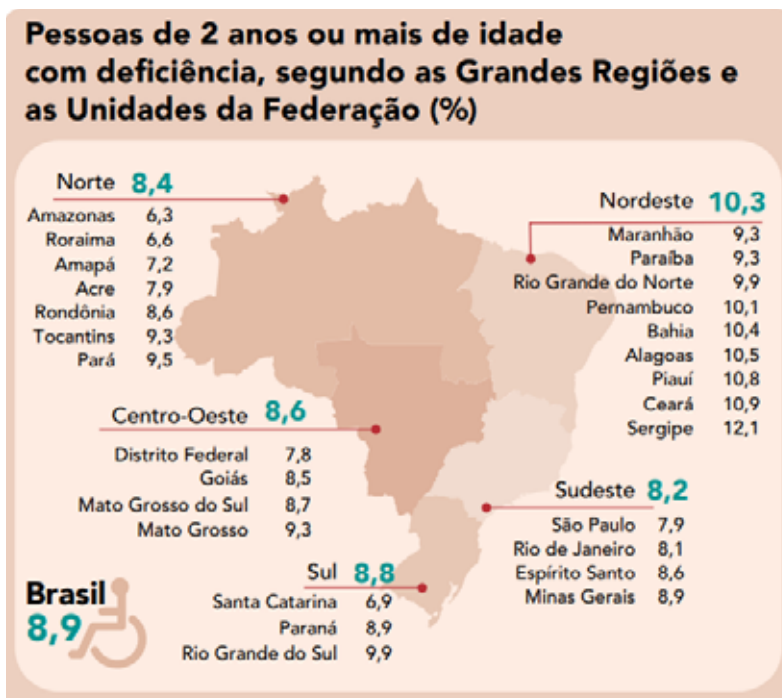 Pessoas de 2 anos ou mais de idade
com deficiência, segundo as Grandes Regiões e
as Unidades da Federação (%)
Norte 8,4
Amazonas 6,3
Roraima 6,6
Amapá 7,2
Acre 7,9
Rondônia 8,6
Tocantins 9,3
Pará 9,5
Nordeste 10,3
Maranhão 9,3
Paraíba 9,3
Rio Grande do Norte 9,9
Pernambuco 10,1
Bahia 10,4
Alagoas 10,5
Piauí 10,8
Ceará 10,9
Sergipe 12,1
Centro-Oeste 8,6
Distrito Federal 7,8
Goiás 8,5
Mato Grosso do Sul 8,7
Mato Grosso 9,3
Sudeste 8,2
São Paulo 7,9
Rio de Janeiro 8,1
Espírito Santo 8,6
Minas Gerais 8,9
Sul 8,8
Santa Catarina 6,9
Paraná 8,9
Rio Grande do Sul 9,9
Brasil
8,9